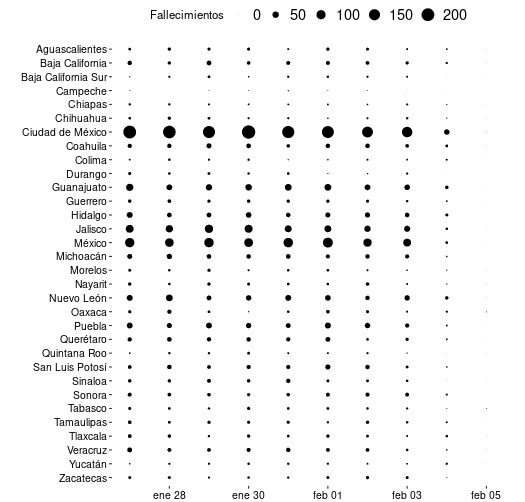 Fallecimientos 0 50 100 150 200
Aguascalientes
Baja California
Baja California Sur
Campeche
Chiapas
Chihuahua
Ciudad de México
Coahuila
Colima
Durango
Guanajuato
Guerrero
Hidalgo
Jalisco
México
Michoacán
Morelos
Nayarit
Nuevo León
Oaxaca
Puebla
Querétaro
Quintana Roo
San Luis Potosí
Sinaloa
Sonora
Tabasco
Tamaulipas
Tlaxcala
Veracruz
Yucatán
Zacatecas
ene 28 ene 30 feb 01 feb 03 feb 05